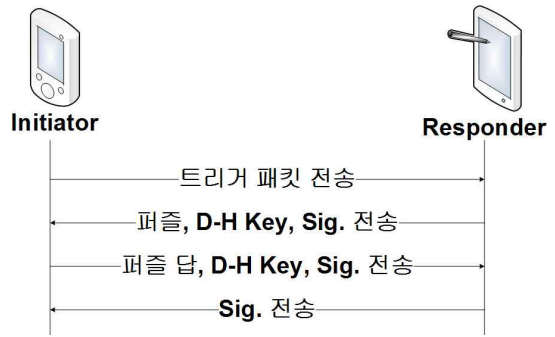 Initiator
Responder
트리거 패킷 전송
퍼즐, D-H Key, Sig. 전송
퍼즐 답, D-H Key, Sig. 전송
Sig. 전송